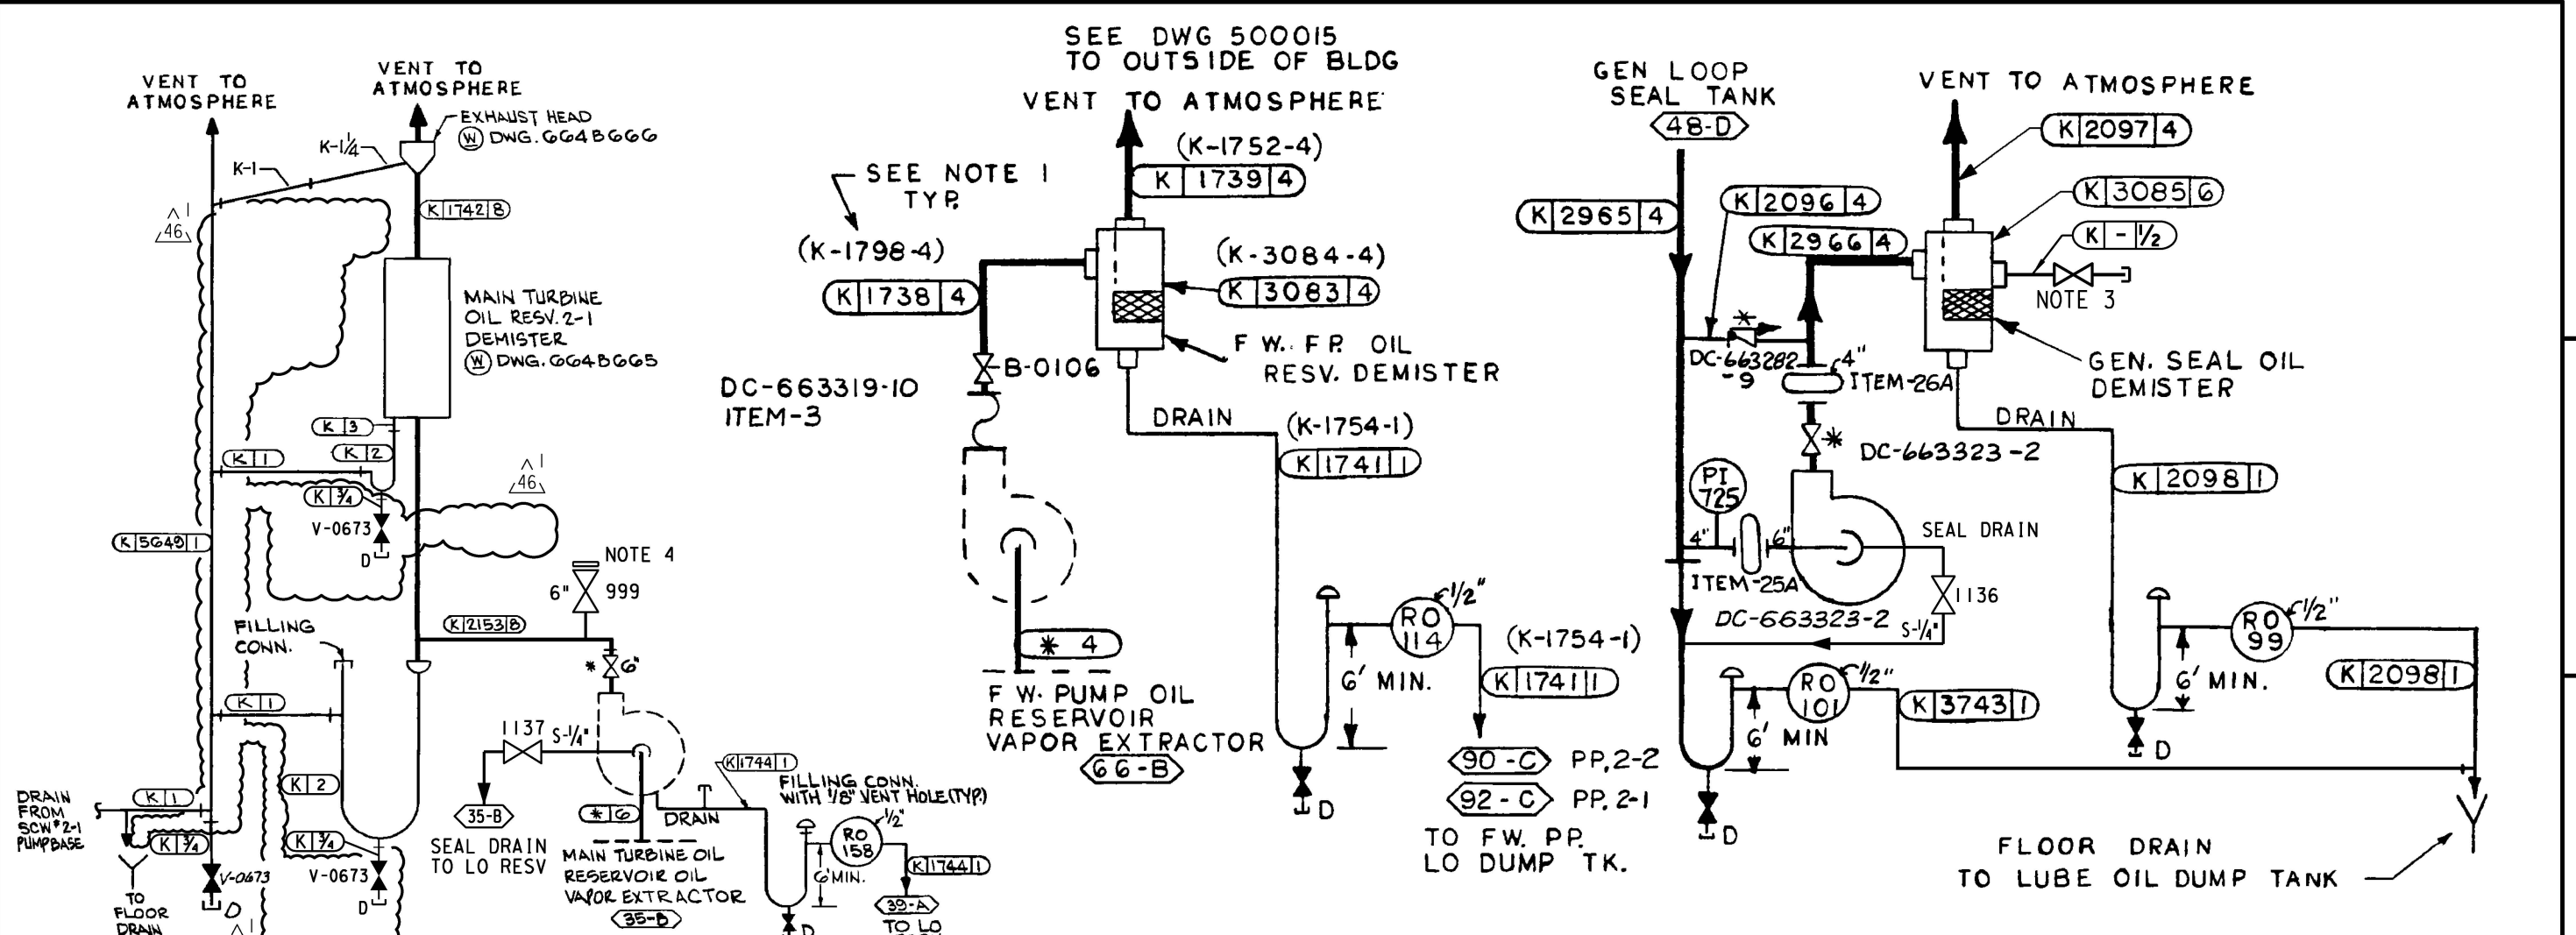 VENT TO
ATMOSPHERE
VENT TO
ATMOSPHERE
EXHAUST HEAD
W DWG. 664B666
K-1¼
K-1
K 1742 8
1
46
MAIN TURBINE
OIL RESV. 2-1
DEMISTER
W DWG. 664B665
K 3
K 2
K 1
K ¾
V-0673
D
1
46
K 5649 1
NOTE 4
6" 999
FILLING
CONN.
K 2153 8
* 6"
K 1
1137
S-¼"
K 2
K 1
DRAIN
FROM
SCW #2-1
PUMP BASE
K ¾
K ¾
V-0673
D
V-0673
D
TO
FLOOR
DRAIN
1
35-B
SEAL DRAIN
TO LO RESV
* 6
MAIN TURBINE OIL
RESERVOIR OIL
VAPOR EXTRACTOR
35-B
K 1744 1
FILLING CONN.
WITH 1/8" VENT HOLE (TYP.)
DRAIN
RO
158
½"
6' MIN.
K 1744 1
39-A
TO LO
D
SEE DWG 500015
TO OUTSIDE OF BLDG
VENT TO ATMOSPHERE
(K-1752-4)
K 1739 4
SEE NOTE 1
TYP.
(K-1798-4)
K 1738 4
(K-3084-4)
K 3083 4
F.W. F.P. OIL
RESV. DEMISTER
B-0106
DC-663319-10
ITEM-3
DRAIN
(K-1754-1)
K 1741 1
* 4
F.W. PUMP OIL
RESERVOIR
VAPOR EXTRACTOR
66-B
RO
114
½"
6' MIN.
(K-1754-1)
K 1741 1
D
90-C PP. 2-2
92-C PP. 2-1
TO FW. PP.
LO DUMP TK.
GEN LOOP
SEAL TANK
48-D
K 2965 4
K 2096 4
K 2966 4
*
DC-663282
-9
4"
ITEM-26A
* DC-663323-2
PI
725
4"
6"
ITEM-25A
DC-663323-2
SEAL DRAIN
1136
S-¼"
RO
101
½"
6' MIN
K 3743 1
D
VENT TO ATMOSPHERE
K 2097 4
K 3085 6
K - ½
NOTE 3
GEN. SEAL OIL
DEMISTER
DRAIN
K 2098 1
RO
99
½"
6' MIN.
K 2098 1
D
FLOOR DRAIN
TO LUBE OIL DUMP TANK